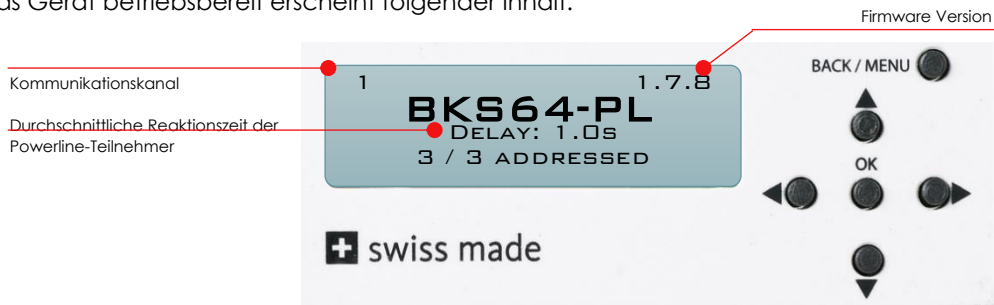 as Gerät betriebsbereit erscheint folgender Inhalt:
Firmware Version
Kommunikationskanal
Durchschnittliche Reaktionszeit der
Powerline-Teilnehmer
1 1.7.8
BKS64-PL
DELAY: 1.0s
3 / 3 ADDRESSED
BACK / MENU
OK
swiss made